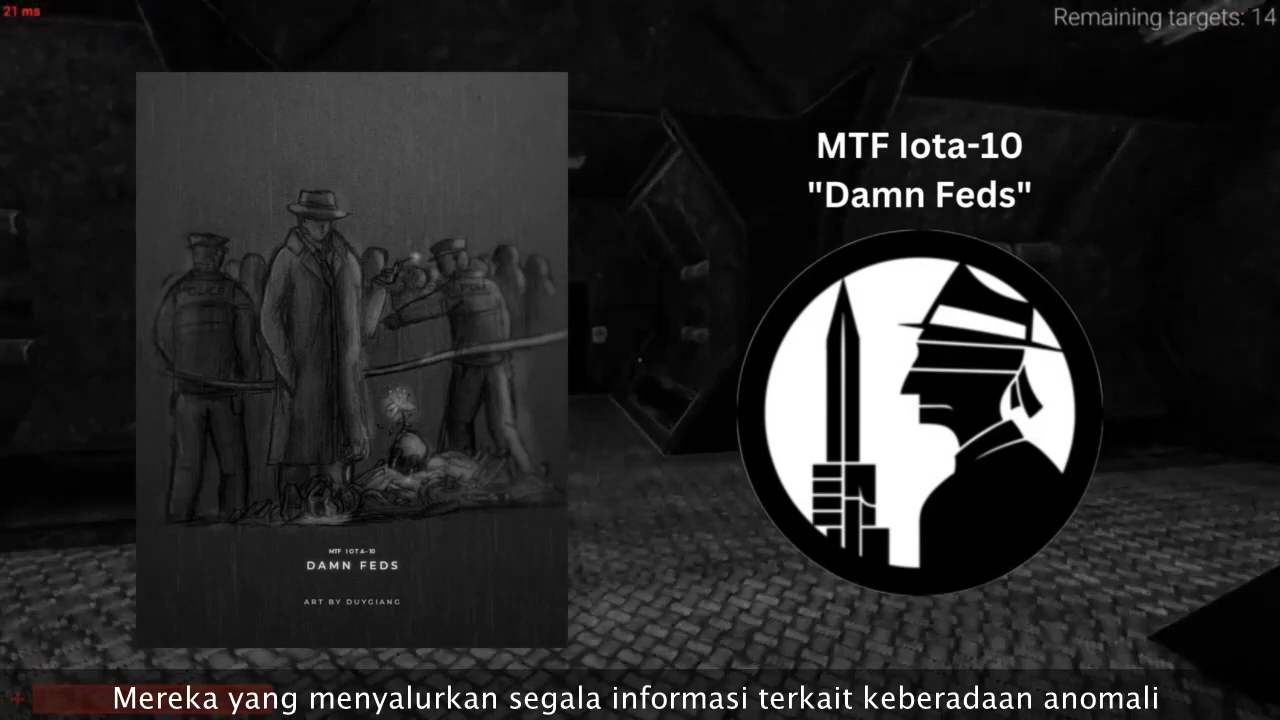 21 ms
Remaining targets: 14
MTF Iota-10
"Damn Feds"
POLICE
MTF IOTA-10
DAMN FEDS
ART BY DUYGIANG
Mereka yang menyalurkan segala informasi terkait keberadaan anomali